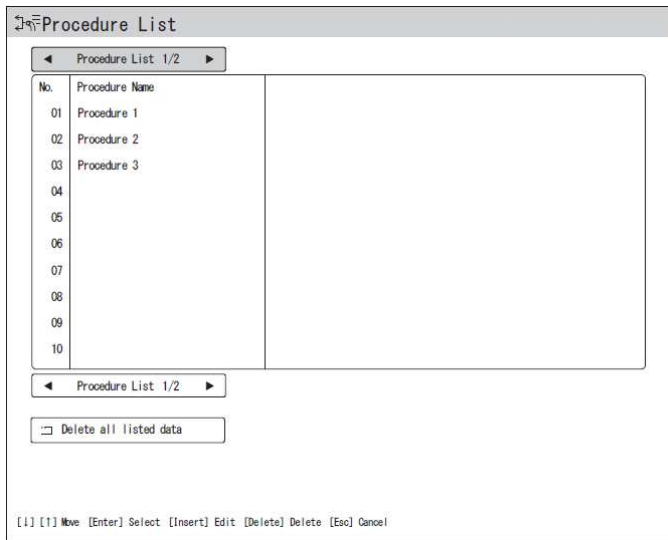 Procedure List
◀ Procedure List 1/2 ▶
No. Procedure Name
01 Procedure 1
02 Procedure 2
03 Procedure 3
04
05
06
07
08
09
10
◀ Procedure List 1/2 ▶
Delete all listed data
[↓] [↑] Move [Enter] Select [Insert] Edit [Delete] Delete [Esc] Cancel